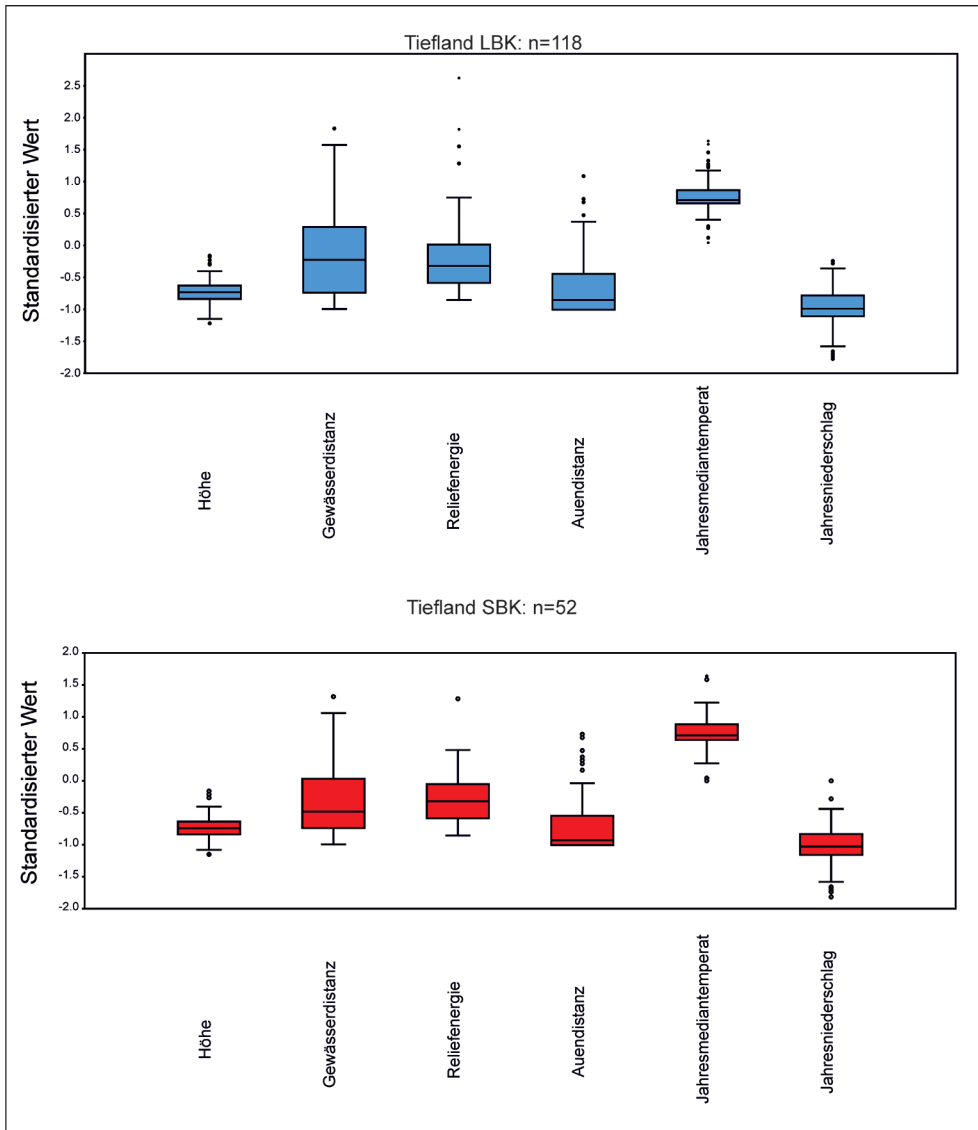 Tiefland LBK: n=118
Standardisierter Wert
2.5
2.0
1.5
1.0
0.5
0.0
-0.5
-1.0
-1.5
-2.0
Höhe
Gewässerdistanz
Reliefenergie
Auendistanz
Jahresmediantemperat
Jahresniederschlag
Tiefland SBK: n=52
Standardisierter Wert
2.0
1.5
1.0
0.5
0.0
-0.5
-1.0
-1.5
-2.0
Höhe
Gewässerdistanz
Reliefenergie
Auendistanz
Jahresmediantemperat
Jahresniederschlag